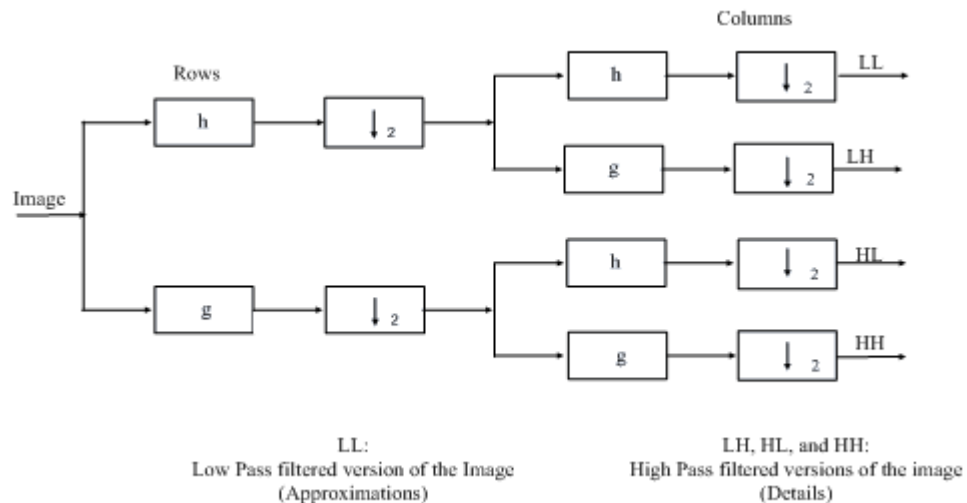 Columns
Rows
h
↓ 2
h
↓ 2
LL
g
↓ 2
LH
Image
g
↓ 2
h
↓ 2
HL
g
↓ 2
HH
LL:
Low Pass filtered version of the Image
(Approximations)
LH, HL, and HH:
High Pass filtered versions of the image
(Details)